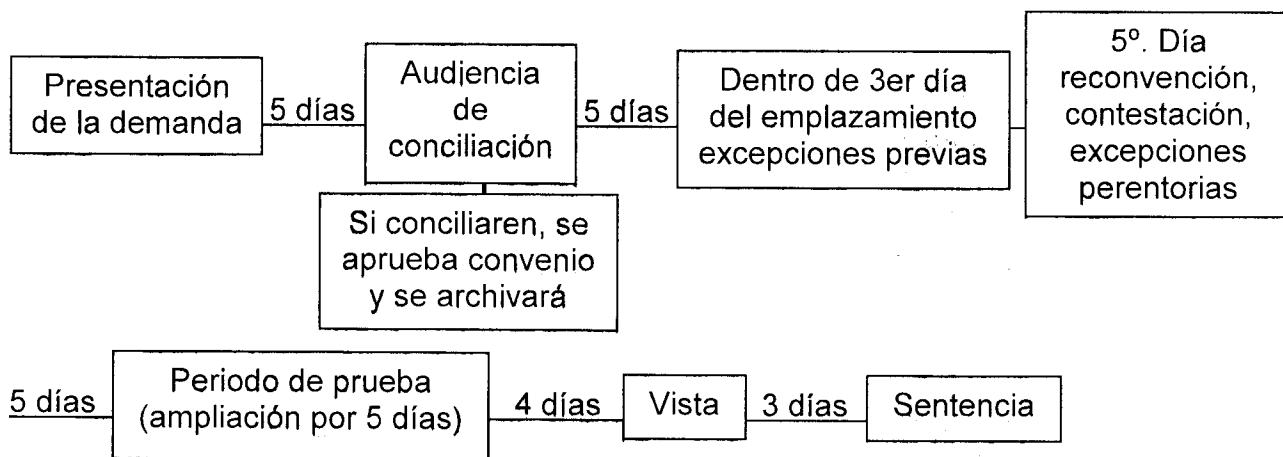 Presentación
de la demanda
5 días
Audiencia
de
conciliación
Si conciliaren, se
aprueba convenio
y se archivará
5 días
Dentro de 3er día
del emplazamiento
excepciones previas
5º. Día
reconvención,
contestación,
excepciones
perentorias
5 días
Periodo de prueba
(ampliación por 5 días)
4 días
Vista
3 días
Sentencia